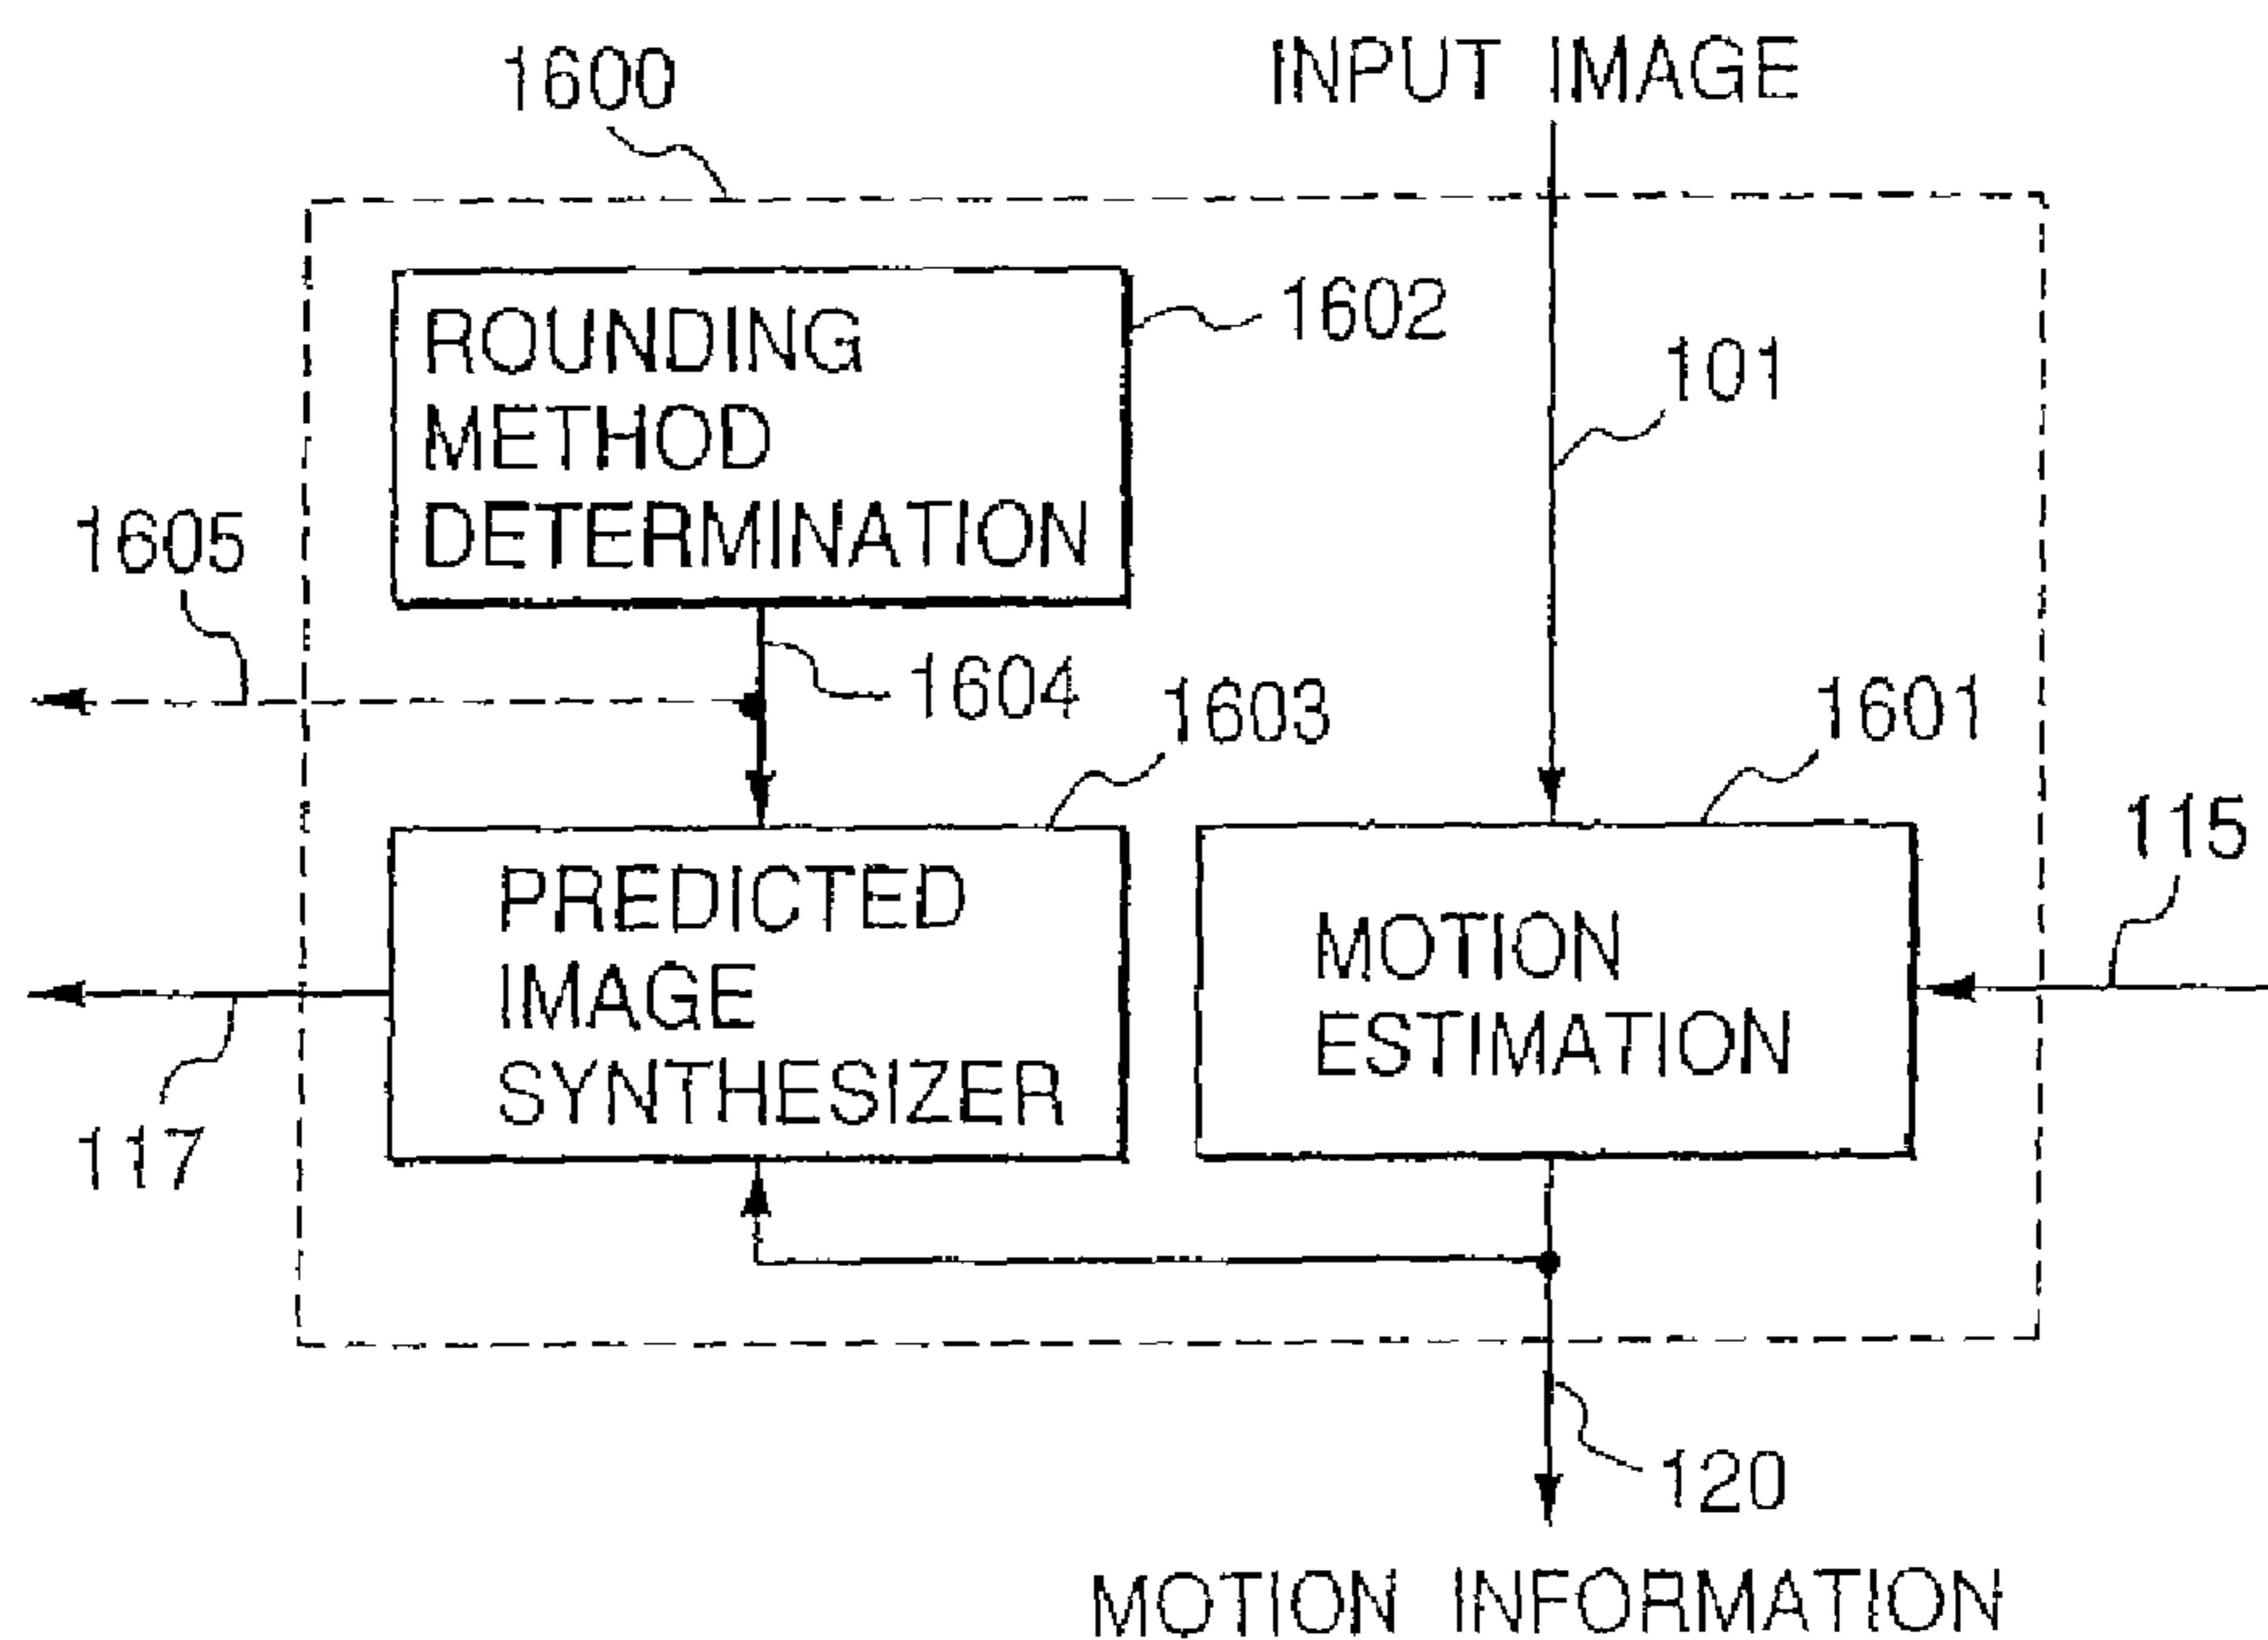 1600
INPUT IMAGE
ROUNDING
METHOD
DETERMINATION
1602
101
1605
1604
1603
1601
115
PREDICTED
IMAGE
SYNTHESIZER
MOTION
ESTIMATION
117
120
MOTION INFORMATION